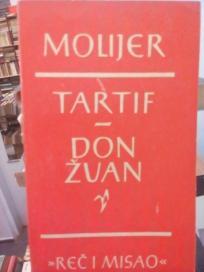 MOLIJER
TARTIF
–
DON
ŽUAN
»REČ I MISAO«